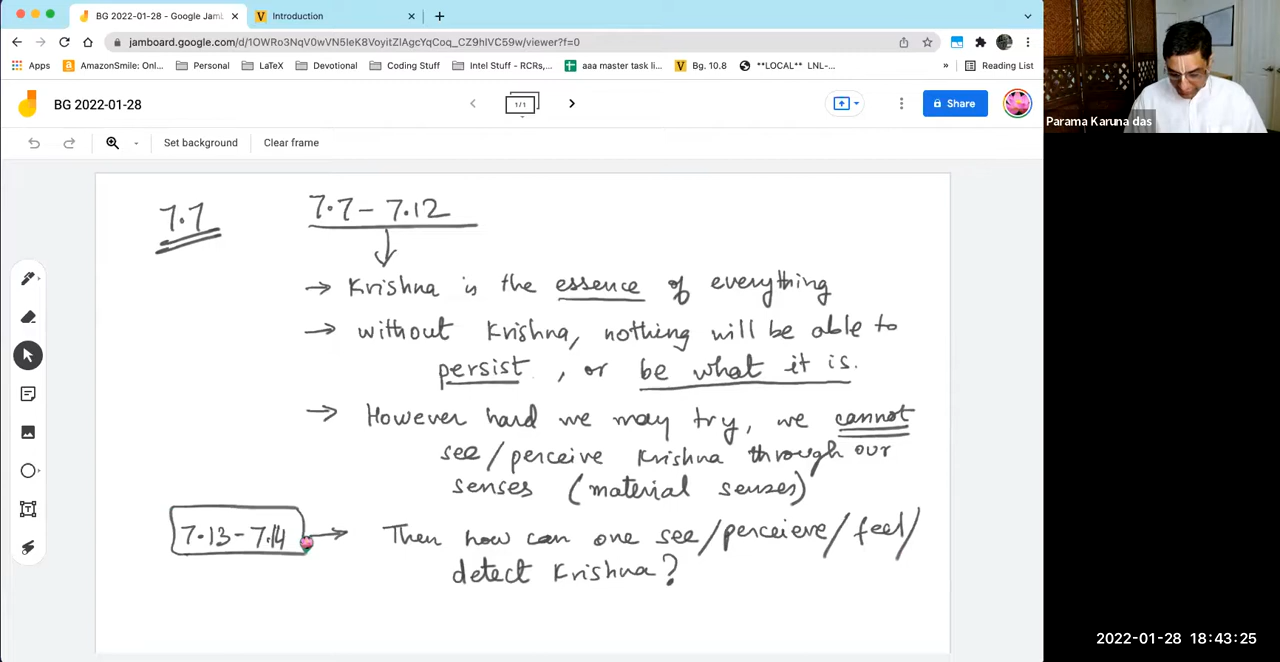 BG 2022-01-28 - Google Jam
Introduction
jamboard.google.com/d/1OWRo3NqV0wVN5leK8VoyitZlAgcYqCoq_CZ9hlVC59w/viewer?f=0
Apps AmazonSmile: Onl... Personal LaTeX Devotional Coding Stuff Intel Stuff - RCRs,... aaa master task li... Bg. 10.8 **LOCAL** LNL-... » Reading List
BG 2022-01-28
1/1
Share
Set background
Clear frame
Parama Karuna das
7.7
7.7 - 7.12
→ Krishna is the essence of everything
→ without Krishna, nothing will be able to
persist, or be what it is.
→ However hard we may try, we cannot
see/perceive Krishna through our
senses (material senses)
7.13 - 7.14 → Then how can one see/perceieve/feel/
detect Krishna?
2022-01-28 18:43:25